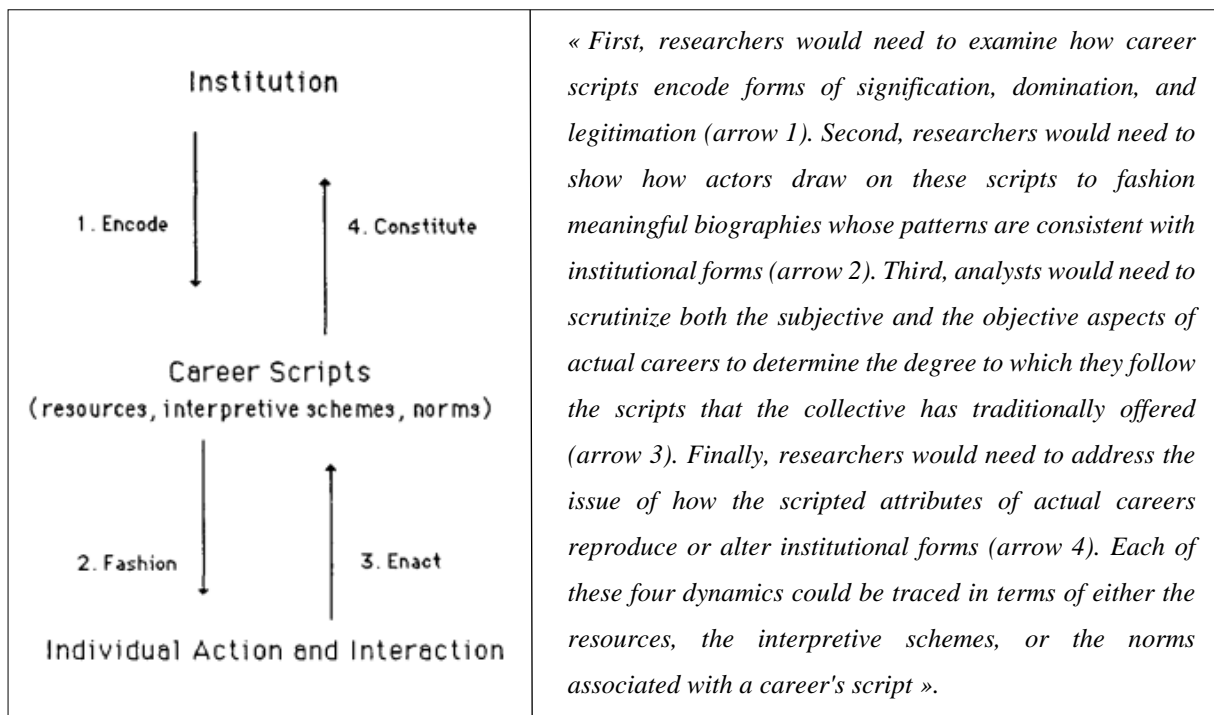 Institution
1. Encode
4. Constitute
Career Scripts
(resources, interpretive schemes, norms)
2. Fashion
3. Enact
Individual Action and Interaction
« First, researchers would need to examine how career
scripts encode forms of signification, domination, and
legitimation (arrow 1). Second, researchers would need to
show how actors draw on these scripts to fashion
meaningful biographies whose patterns are consistent with
institutional forms (arrow 2). Third, analysts would need to
scrutinize both the subjective and the objective aspects of
actual careers to determine the degree to which they follow
the scripts that the collective has traditionally offered
(arrow 3). Finally, researchers would need to address the
issue of how the scripted attributes of actual careers
reproduce or alter institutional forms (arrow 4). Each of
these four dynamics could be traced in terms of either the
resources, the interpretive schemes, or the norms
associated with a career's script ».